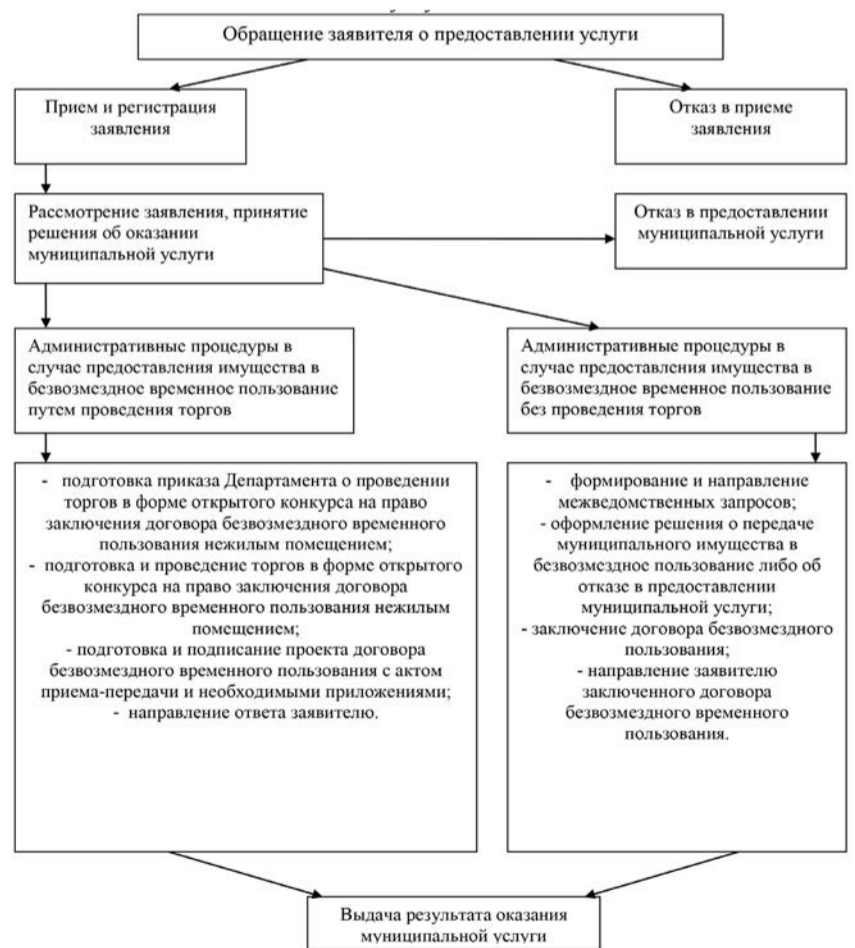 Обращение заявителя о предоставлении услуги
Прием и регистрация
заявления
Отказ в приеме
заявления
Рассмотрение заявления, принятие
решения об оказании
муниципальной услуги
Отказ в предоставлении
муниципальной услуги
Административные процедуры в
случае предоставления имущества в
безвозмездное временное пользование
путем проведения торгов
Административные процедуры в
случае предоставления имущества в
безвозмездное временное пользование
без проведения торгов
- подготовка приказа Департамента о проведении
торгов в форме открытого конкурса на право
заключения договора безвозмездного временного
пользования нежилым помещением;
- подготовка и проведение торгов в форме открытого
конкурса на право заключения договора
безвозмездного временного пользования нежилым
помещением;
- подготовка и подписание проекта договора
безвозмездного временного пользования с актом
приема-передачи и необходимыми приложениями;
- направление ответа заявителю.
- формирование и направление
межведомственных запросов;
- оформление решения о передаче
муниципального имущества в
безвозмездное пользование либо об
отказе в предоставлении
муниципальной услуги;
- заключение договора безвозмездного
пользования;
- направление заявителю
заключенного договора
безвозмездного временного
пользования.
Выдача результата оказания
муниципальной услуги